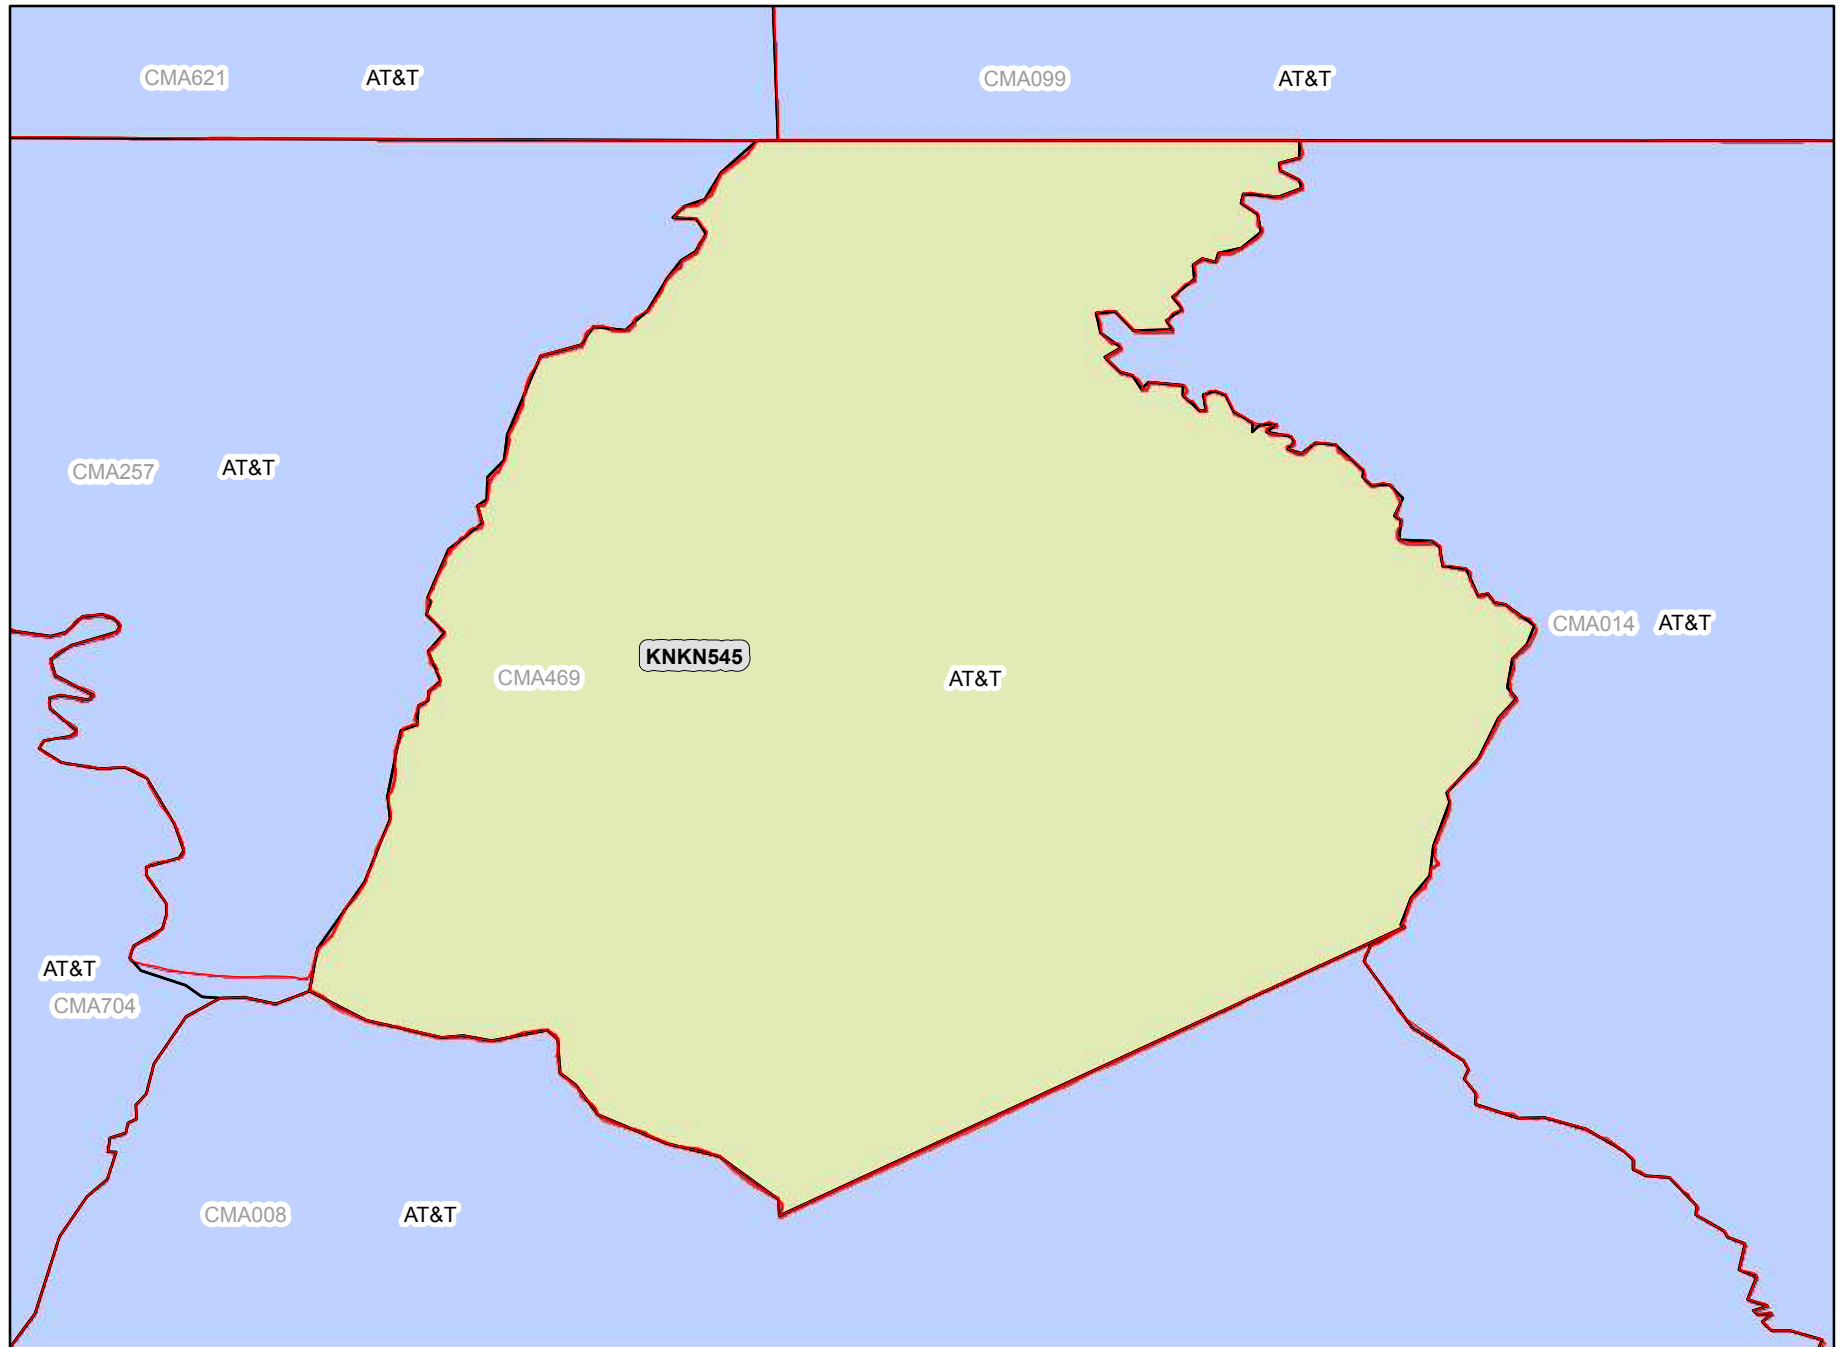 CMA621 AT&T
CMA099 AT&T
CMA257 AT&T
CMA014 AT&T
KNKN545
CMA469 AT&T
AT&T
CMA704
CMA008 AT&T